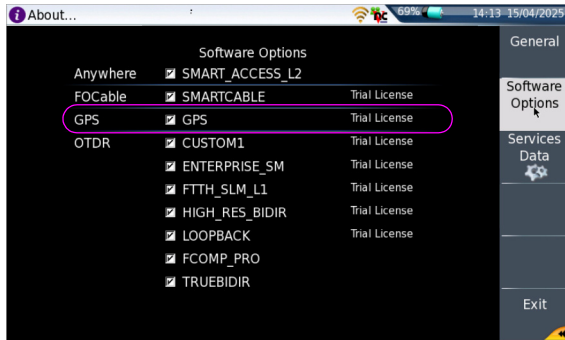 About... : 69% 14:13 15/04/2025
Software Options
Anywhere SMART_ACCESS_L2
FOCable SMARTCABLE Trial License
GPS GPS Trial License
OTDR CUSTOM1 Trial License
ENTERPRISE_SM Trial License
FTTH_SLM_L1 Trial License
HIGH_RES_BIDIR Trial License
LOOPBACK Trial License
FCOMP_PRO
TRUEBIDIR
General
Software
Options
Services
Data
Exit